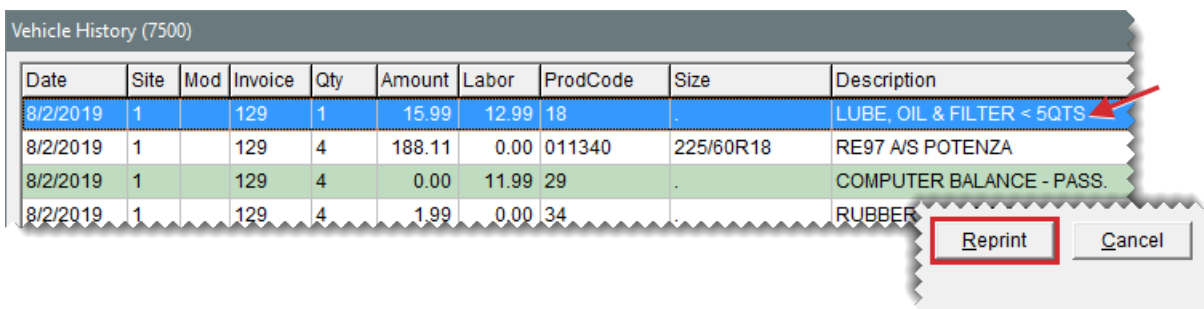 Vehicle History (7500)
Date Site Mod Invoice Qty Amount Labor ProdCode Size Description
8/2/2019 1 129 1 15.99 12.99 18 . LUBE, OIL & FILTER < 5QTS
8/2/2019 1 129 4 188.11 0.00 011340 225/60R18 RE97 A/S POTENZA
8/2/2019 1 129 4 0.00 11.99 29 . COMPUTER BALANCE - PASS.
8/2/2019 1 129 4 1.99 0.00 34 . RUBBER
Reprint Cancel